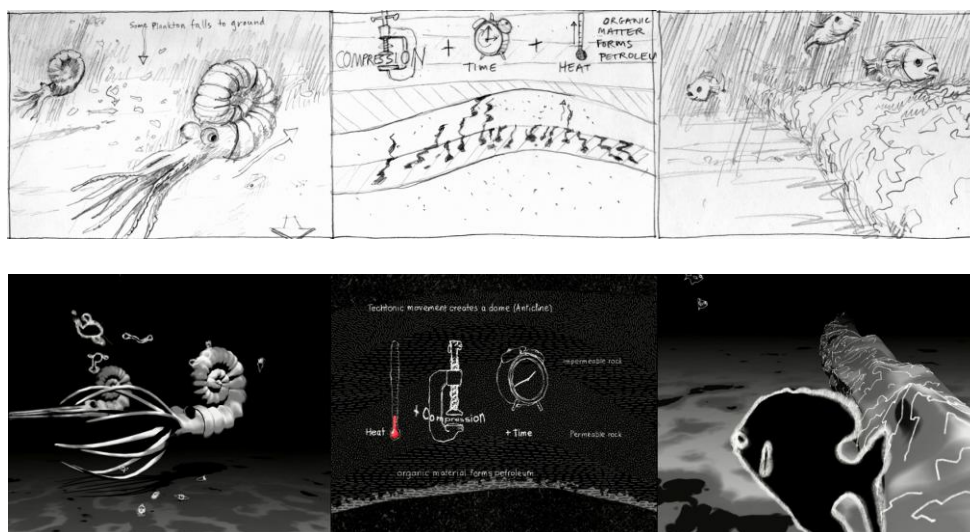 Some Plankton falls to ground
COMPRESSION + TIME + HEAT
ORGANIC
MATTER
FORMS
PETROLEU
Techtonic movement creates a dome (Anticline)
impermeable rock
+ Compression
Heat
+ Time
Permeable rock
organic material forms petroleum